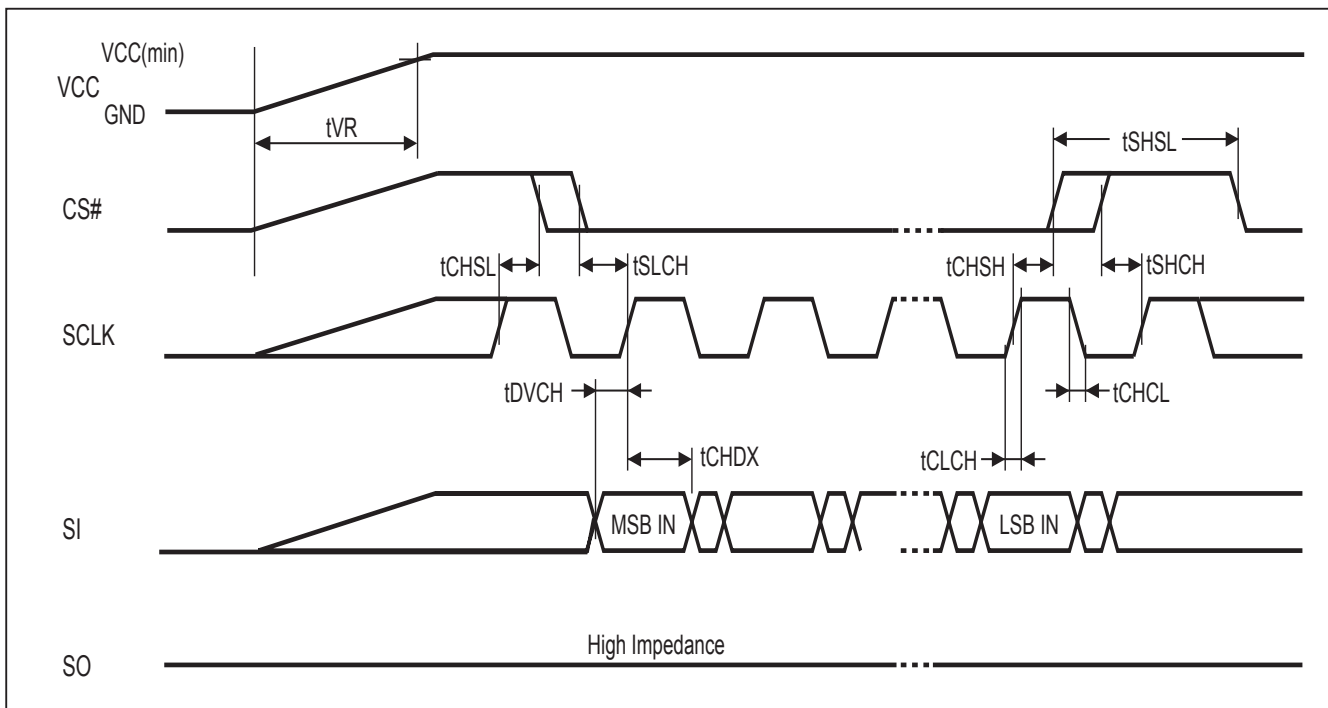 VCC(min)
VCC
GND
tVR
tSHSL
CS#
tCHSL
tSLCH
tCHSH
tSHCH
SCLK
tDVCH
tCHCL
tCHDX
tCLCH
SI
MSB IN
LSB IN
High Impedance
SO